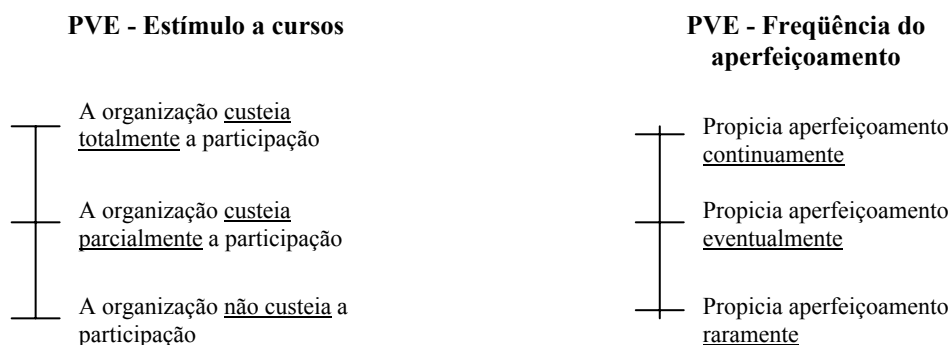 PVE - Estímulo a cursos
A organização custeia
totalmente a participação
A organização custeia
parcialmente a participação
A organização não custeia a
participação
PVE - Freqüência do
aperfeiçoamento
Propicia aperfeiçoamento
continuamente
Propicia aperfeiçoamento
eventualmente
Propicia aperfeiçoamento
raramente